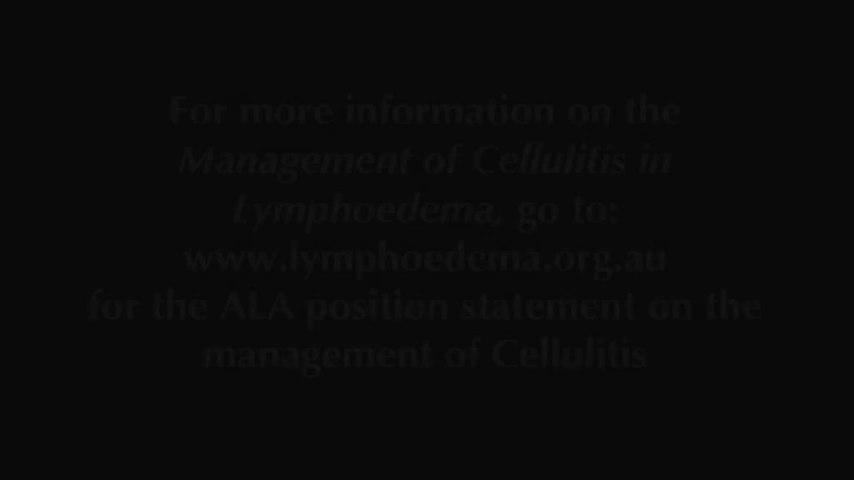 For more information on the
Management of Cellulitis in
Lymphoedema, go to:
www.lymphoedema.org.au
for the ALA position statement on the
management of Cellulitis